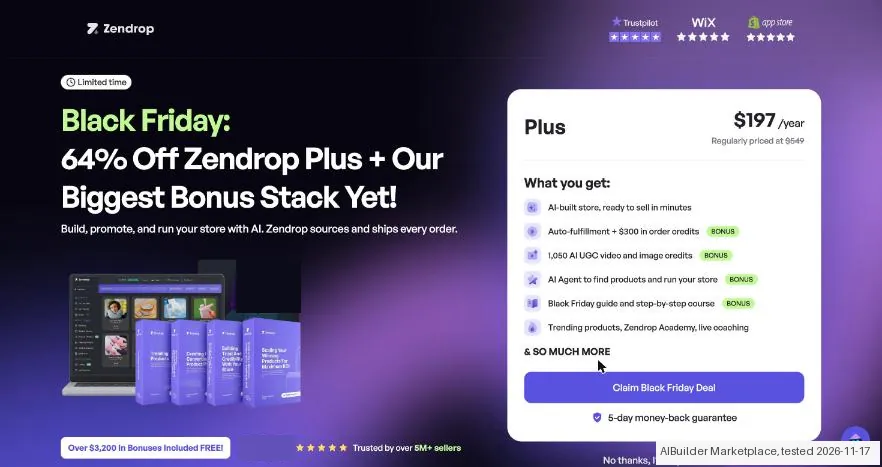 Zendrop
Trustpilot
WiX
app store
Limited time
Black Friday:
64% Off Zendrop Plus + Our
Biggest Bonus Stack Yet!
Build, promote, and run your store with AI. Zendrop sources and ships every order.
Over $3,200 in Bonuses Included FREE!
Trusted by over 5M+ sellers
Plus
$197 /year
Regularly priced at $549
What you get:
AI-built store, ready to sell in minutes
Auto-fulfillment + $300 in order credits BONUS
1,050 AI UGC video and image credits BONUS
AI Agent to find products and run your store BONUS
Black Friday guide and step-by-step course BONUS
Trending products, Zendrop Academy, live coaching
& SO MUCH MORE
Claim Black Friday Deal
5-day money-back guarantee
No thanks,
AIBuilder Marketplace, tested 2026-11-17